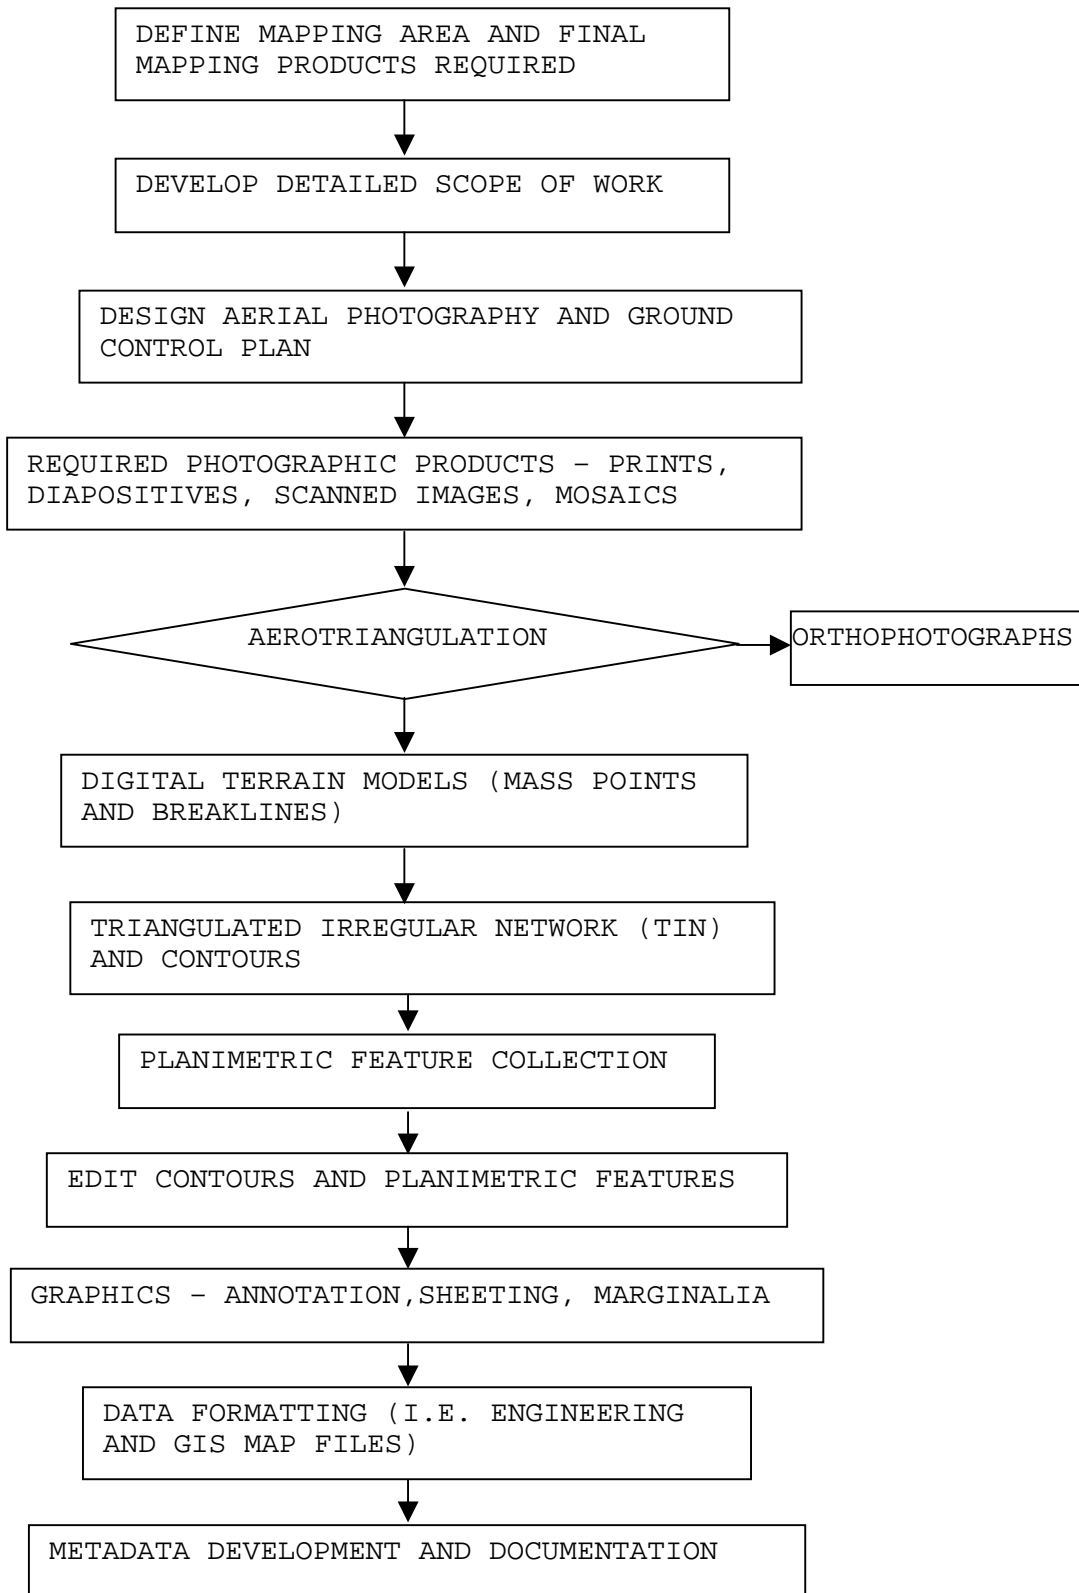 DEFINE MAPPING AREA AND FINAL
MAPPING PRODUCTS REQUIRED
DEVELOP DETAILED SCOPE OF WORK
DESIGN AERIAL PHOTOGRAPHY AND GROUND
CONTROL PLAN
REQUIRED PHOTOGRAPHIC PRODUCTS – PRINTS,
DIAPOSITIVES, SCANNED IMAGES, MOSAICS
AEROTRIANGULATION
ORTHOPHOTOGRAPHS
DIGITAL TERRAIN MODELS (MASS POINTS
AND BREAKLINES)
TRIANGULATED IRREGULAR NETWORK (TIN)
AND CONTOURS
PLANIMETRIC FEATURE COLLECTION
EDIT CONTOURS AND PLANIMETRIC FEATURES
GRAPHICS – ANNOTATION,SHEETING, MARGINALIA
DATA FORMATTING (I.E. ENGINEERING
AND GIS MAP FILES)
METADATA DEVELOPMENT AND DOCUMENTATION